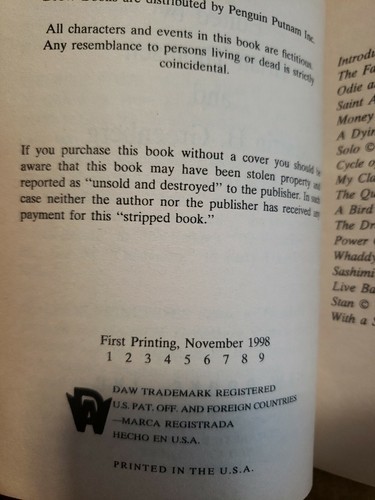 are distributed by Penguin Putnam Inc.
All characters and events in this book are fictitious.
Any resemblance to persons living or dead is strictly
coincidental.
If you purchase this book without a cover you should be
aware that this book may have been stolen property and
reported as "unsold and destroyed" to the publisher. In such
case neither the author nor the publisher has received any
payment for this "stripped book."
First Printing, November 1998
1 2 3 4 5 6 7 8 9
DAW
DAW TRADEMARK REGISTERED
U.S. PAT. OFF. AND FOREIGN COUNTRIES
—MARCA REGISTRADA
HECHO EN U.S.A.
PRINTED IN THE U.S.A.
Introdu
The Fa
Odie a
Saint A
Money
A Dyin
Solo ©
Cycle o
My Cla
The Qu
A Bird
The Dr
Power
Whaddy
Sashimi
Live Ba
Stan ©
With a S